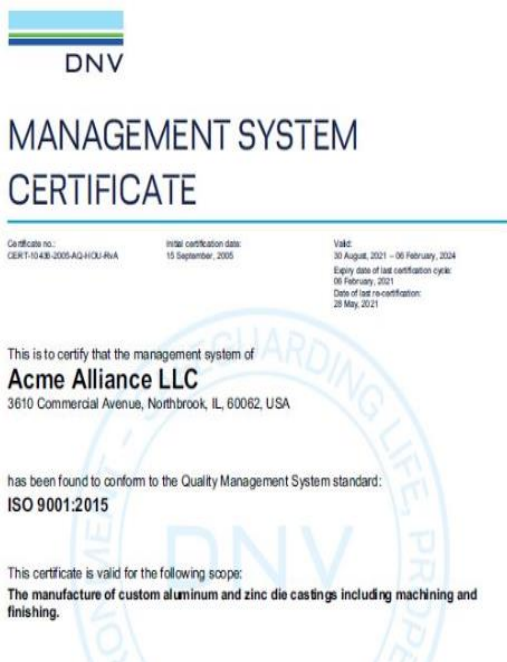 DNV
MANAGEMENT SYSTEM
CERTIFICATE
Certificate no.:
CERT-10436-2005-AQ-HOU-RvA
Initial certification date:
15 September, 2005
Valid:
30 August, 2021 – 06 February, 2024
Expiry date of last certification cycle:
06 February, 2021
Date of last re-certification:
28 May, 2021
This is to certify that the management system of
Acme Alliance LLC
3610 Commercial Avenue, Northbrook, IL, 60062, USA
has been found to conform to the Quality Management System standard:
ISO 9001:2015
This certificate is valid for the following scope:
The manufacture of custom aluminum and zinc die castings including machining and
finishing.
GUARDING LIFE, PROPE
DNV